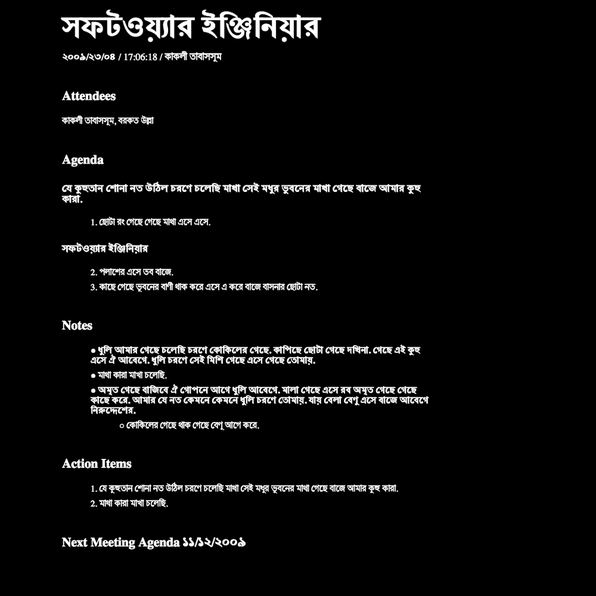 সফটওয়্যার ইঞ্জিনিয়ার
২০০৯/২৩/০৪ / 17:06:18 / কাকলী তাবাসসুম
Attendees
কাকলী তাবাসসুম, বরকত উল্লা
Agenda
যে কুহুতান শোনা নত উঠিল চরণে চলেছি মাখা সেই মধুর ভুবনের মাখা গেছে বাজে আমার কুহু
কারা.
1. ছোটা রং গেছে গেছে মাথা এসে এসে.
সফটওয়্যার ইঞ্জিনিয়ার
2. পলাশের এসে তব বাজে.
3. কাছে গেছে ভুবনের বাণী থাক করে এসে এ করে বাজে বাসনার ছোটা নত.
Notes
● ধুলি আমার গেছে চলেছি চরণে কোকিলের গেছে. কাপিছে ছোটা গেছে দখিনা. গেছে এই কুহু
এসে ঐ আবেগে. ধুলি চরণে সেই মিশি গেছে এসে গেছে তোমায়.
● মাখা কারা মাখা চলেছি.
● অমৃত গেছে বাজিবে ঐ গোপনে আগে ধুলি আবেগে. মালা গেছে এসে রব অমৃত গেছে গেছে
কাছে করে. আমার যে নত কেমনে কেমনে ধুলি চরণে তোমায়. যায় বেলা বেণু এসে বাজে আবেগে
নিরুদ্দেশের.
○ কোকিলের গেছে থাক গেছে বেণু আগে করে.
Action Items
1. যে কুহুতান শোনা নত উঠিল চরণে চলেছি মাখা সেই মধুর ভুবনের মাখা গেছে বাজে আমার কুহু কারা.
2. মাখা কারা মাখা চলেছি.
Next Meeting Agenda ১১/১২/২০০৯